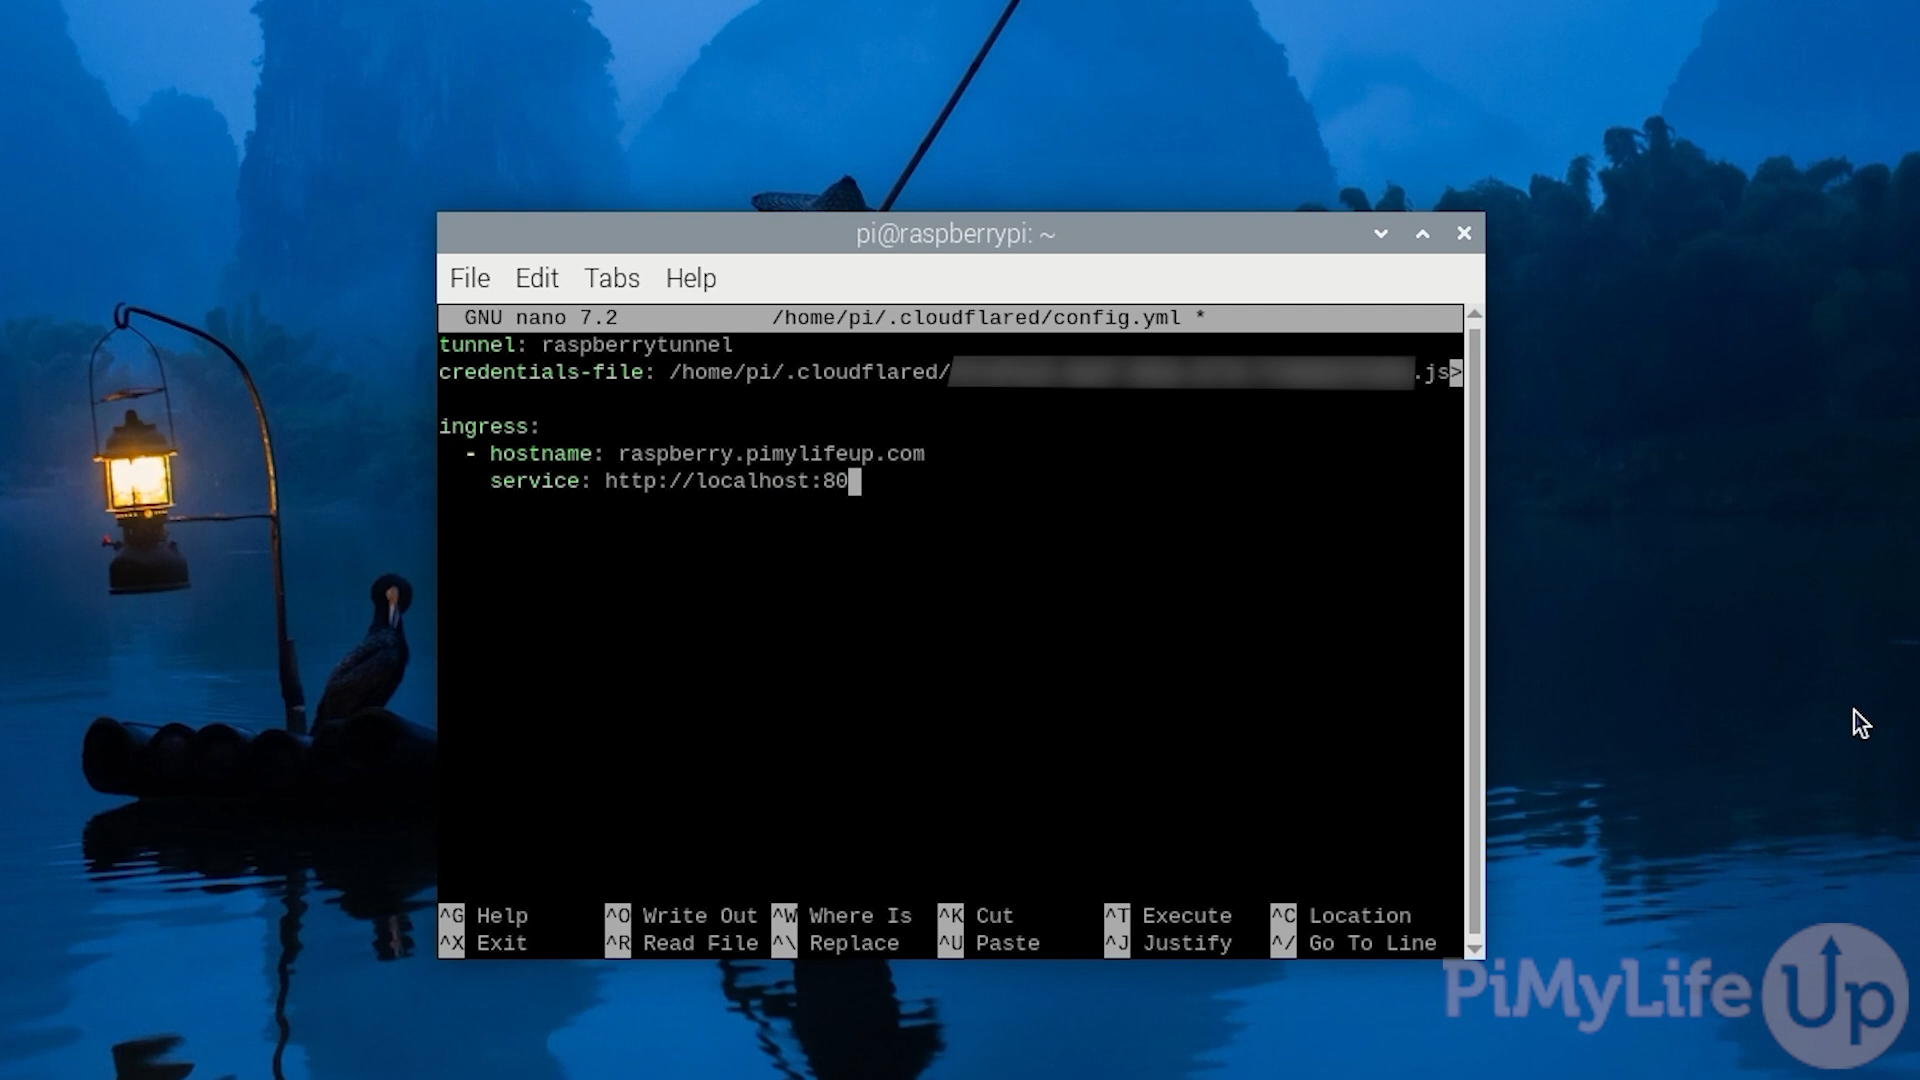 pi@raspberrypi: ~
File Edit Tabs Help
GNU nano 7.2 /home/pi/.cloudflared/config.yml *
tunnel: raspberrytunnel
credentials-file: /home/pi/.cloudflared/ .js>
ingress:
- hostname: raspberry.pimylifeup.com
service: http://localhost:80
^G Help ^O Write Out ^W Where Is ^K Cut ^T Execute ^C Location
^X Exit ^R Read File ^\ Replace ^U Paste ^J Justify ^/ Go To Line
PiMyLifeUp